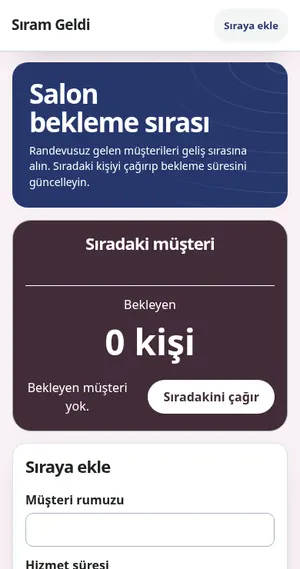 Sıram Geldi
Sıraya ekle
Salon
bekleme sırası
Randevusuz gelen müşterileri geliş sırasına
alın. Sıradaki kişiyi çağırıp bekleme süresini
güncelleyin.
Sıradaki müşteri
Bekleyen
0 kişi
Bekleyen müşteri
yok.
Sıradakini çağır
Sıraya ekle
Müşteri rumuzu
Hizmet süresi